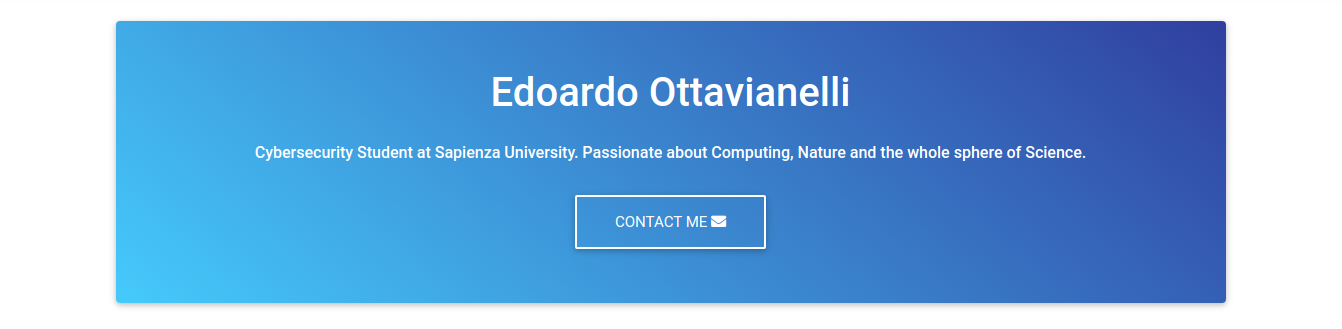 Edoardo Ottavianelli
Cybersecurity Student at Sapienza University. Passionate about Computing, Nature and the whole sphere of Science.
CONTACT ME